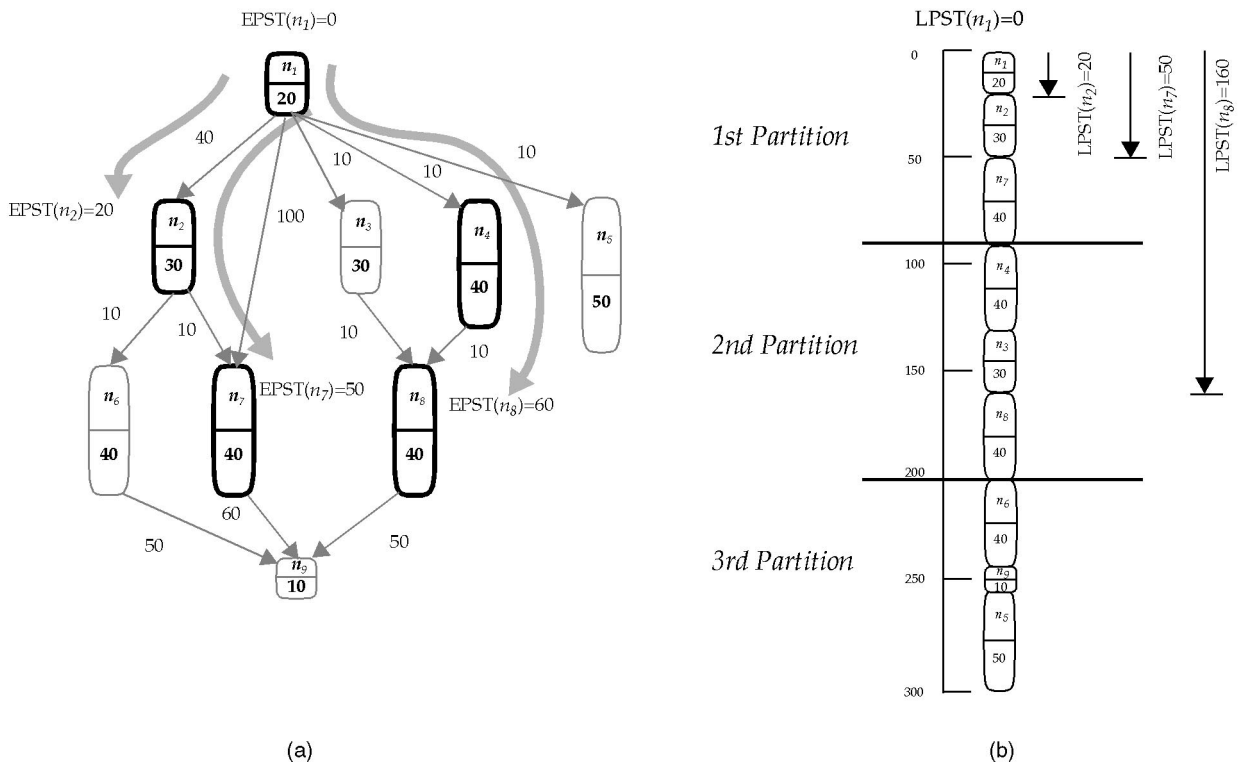 EPST(n1)=0
n1
20
40
10
10
10
100
EPST(n2)=20
n2
30
n3
30
n4
40
n5
50
10
10
10
10
n6
40
n7
40
EPST(n7)=50
n8
40
EPST(n8)=60
50
60
50
n9
10
(a)
LPST(n1)=0
0
50
100
150
200
250
300
1st Partition
2nd Partition
3rd Partition
n1
20
n2
30
n7
40
n4
40
n3
30
n8
40
n6
40
n9
10
n5
50
LPST(n2)=20
LPST(n7)=50
LPST(n8)=160
(b)